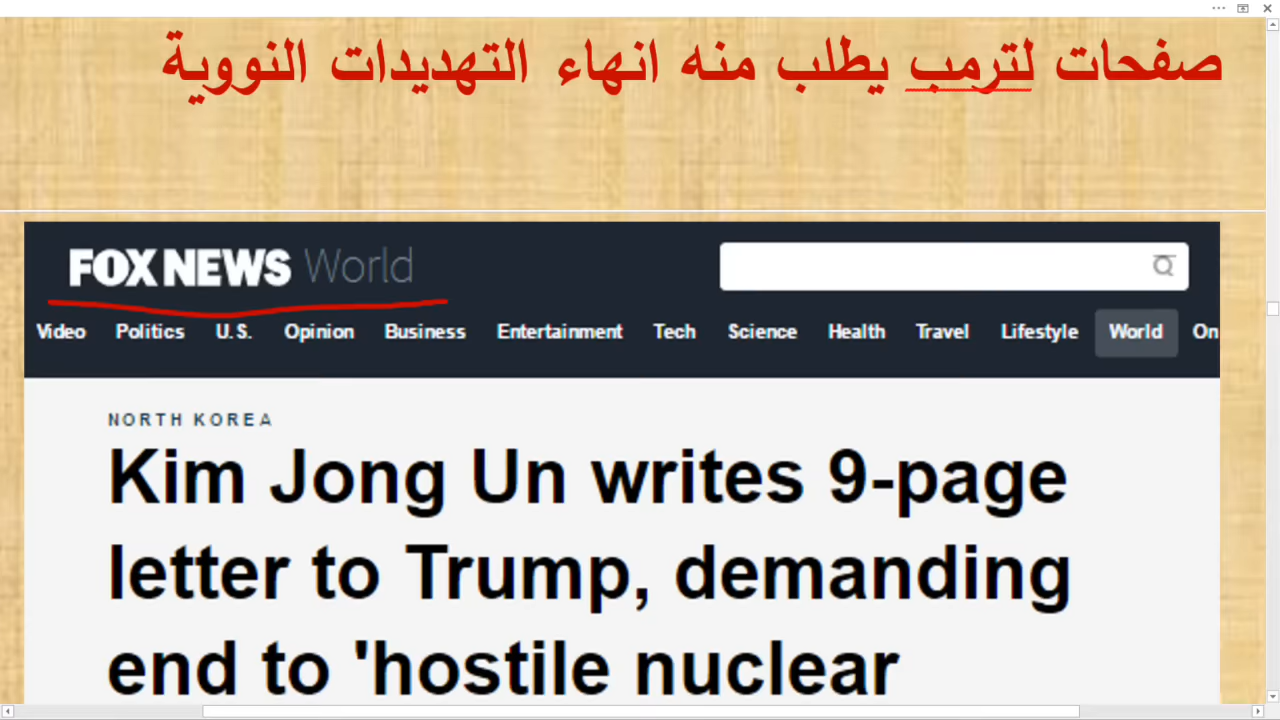 صفحات لترمب يطلب منه انهاء التهديدات النووية
FOX NEWS World
Video Politics U.S. Opinion Business Entertainment Tech Science Health Travel Lifestyle World On
NORTH KOREA
Kim Jong Un writes 9-page
letter to Trump, demanding
end to 'hostile nuclear